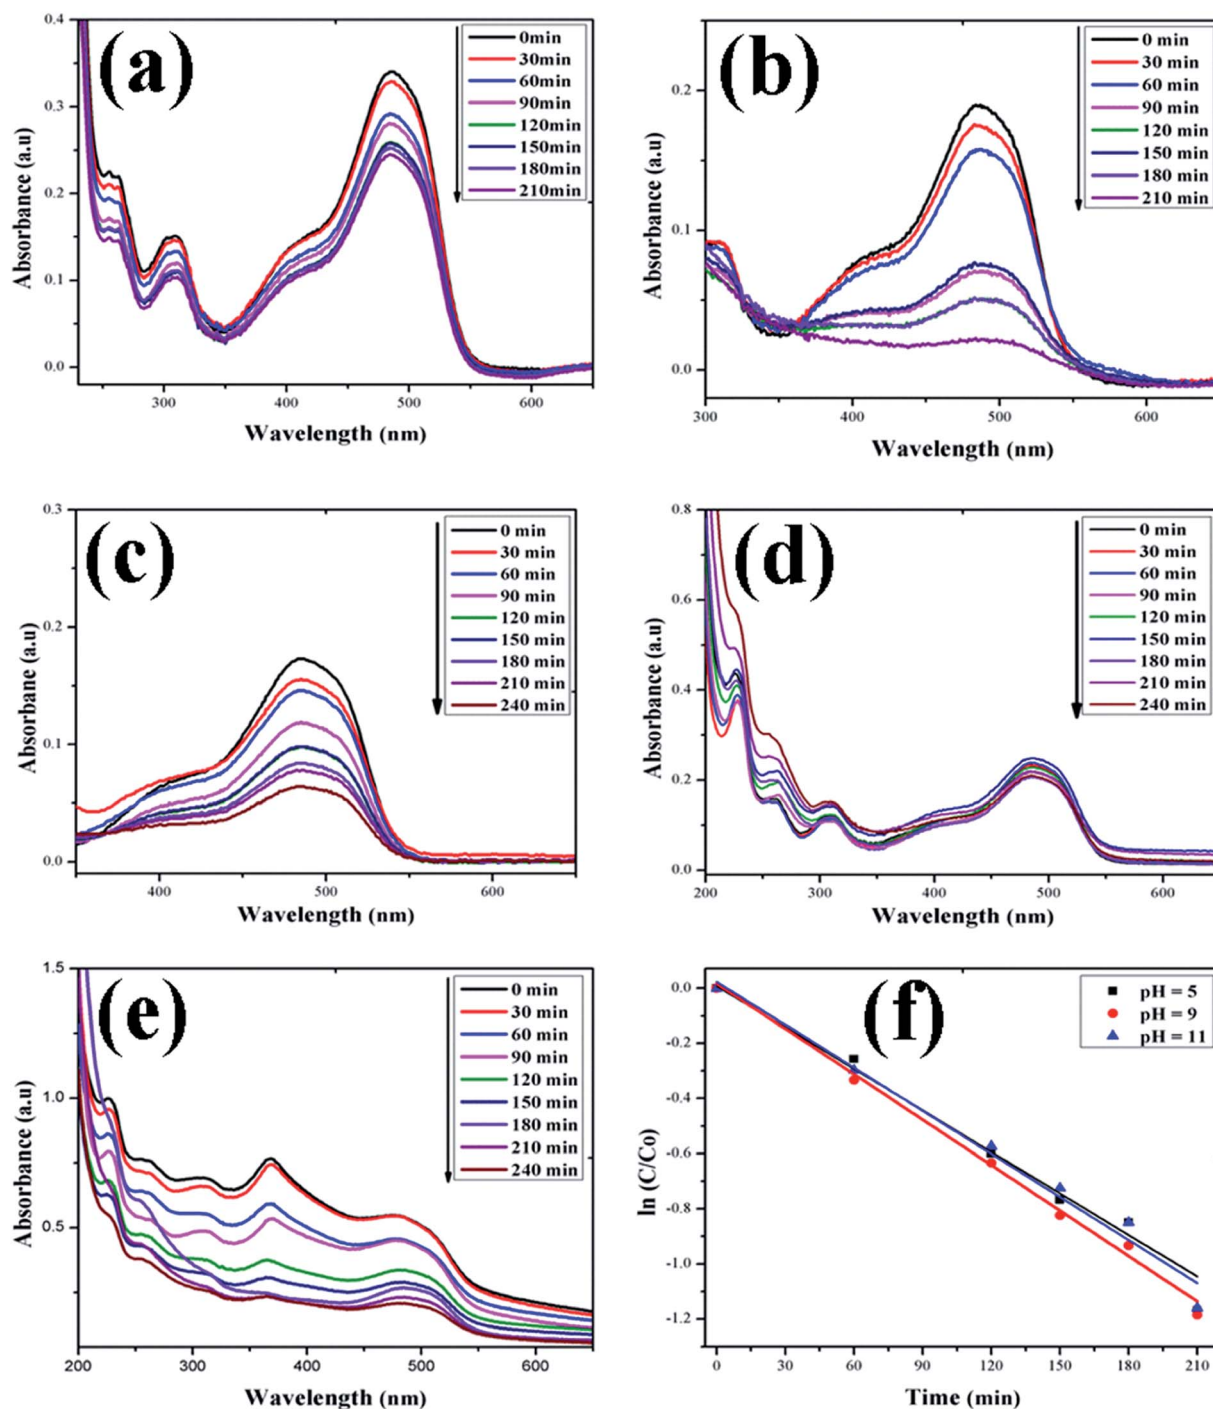 (a)
0.4
0.3
0.2
0.1
0.0
Absorbance (a.u)
300
400
500
600
Wavelength (nm)
0min
30min
60min
90min
120min
150min
180min
210min
(b)
0.2
0.1
0.0
Absorbance (a.u)
300
400
500
600
Wavelength (nm)
0 min
30 min
60 min
90 min
120 min
150 min
180 min
210 min
(c)
0.3
0.2
0.1
0.0
Absorbane (a.u)
400
500
600
Wavelength (nm)
0 min
30 min
60 min
90 min
120 min
150 min
180 min
210 min
240 min
(d)
0.8
0.6
0.4
0.2
0.0
Absorbance (a.u)
200
300
400
500
600
Wavelength (nm)
0 min
30 min
60 min
90 min
120 min
150 min
180 min
210 min
240 min
(e)
1.5
1.0
0.5
Absorbance (a.u)
200
300
400
500
600
Wavelength (nm)
0 min
30 min
60 min
90 min
120 min
150 min
180 min
210 min
240 min
(f)
0.0
-0.2
-0.4
-0.6
-0.8
-1.0
-1.2
ln (C/Co)
0
30
60
90
120
150
180
210
Time (min)
pH = 5
pH = 9
pH = 11